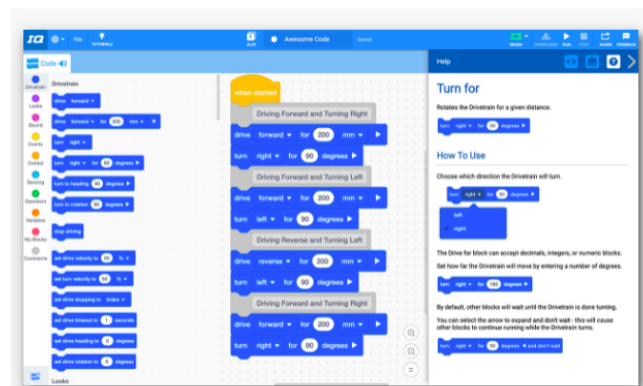 IQ
File
TUTORIALS
SLOT
Awesome Code
Saved
BRAIN
DOWNLOAD
RUN
STOP
SHARE
FEEDBACK
Code
Drivetrain
Looks
Sound
Events
Control
Sensing
Operators
Variables
My Blocks
Comments
Drivetrain
drive forward
drive forward for 200 mm
turn right
turn right for 90 degrees
turn to heading 90 degrees
turn to rotation 90 degrees
stop driving
set drive velocity to 50 %
set turn velocity to 50 %
set drive stopping to brake
set drive timeout to 1 seconds
set drive heading to 0 degrees
set drive rotation to 0 degrees
Looks
when started
Driving Forward and Turning Right
drive forward for 200 mm
turn right for 90 degrees
Driving Forward and Turning Left
drive forward for 200 mm
turn left for 90 degrees
Driving Reverse and Turning Left
drive reverse for 200 mm
turn left for 90 degrees
Driving Forward and Turning Right
drive forward for 200 mm
turn right for 90 degrees
Help
Turn for
Rotates the Drivetrain for a given distance.
turn right for 90 degrees
How To Use
Choose which direction the Drivetrain will turn.
turn right for 90 degrees
left
right
The Drive for block can accept decimals, integers, or numeric blocks.
Set how far the Drivetrain will move by entering a number of degrees.
turn right for 180 degrees
By default, other blocks will wait until the Drivetrain is done turning.
You can select the arrow to expand and don't wait - this will cause
other blocks to continue running while the Drivetrain turns.
turn right for 90 degrees and don't wait